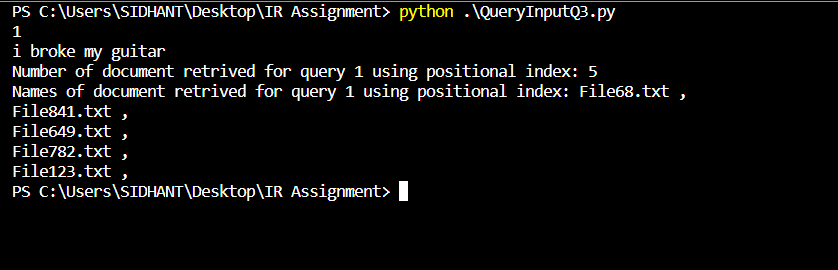 PS C:\Users\SIDHANT\Desktop\IR Assignment> python .\QueryInputQ3.py
1
i broke my guitar
Number of document retrived for query 1 using positional index: 5
Names of document retrived for query 1 using positional index: File68.txt ,
File841.txt ,
File649.txt ,
File782.txt ,
File123.txt ,
PS C:\Users\SIDHANT\Desktop\IR Assignment>